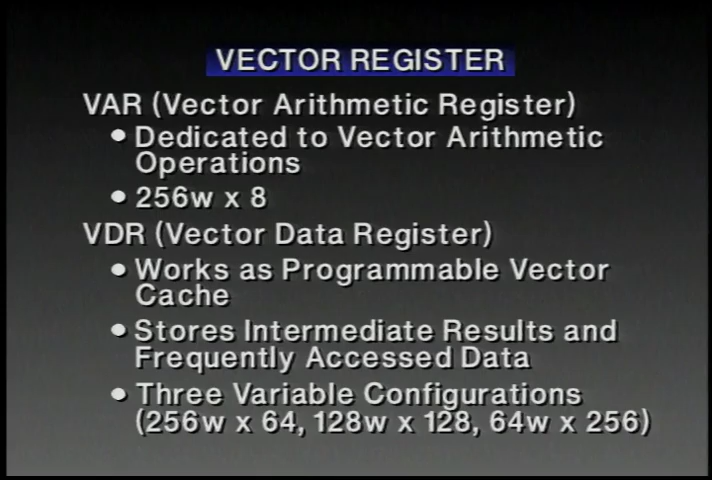 VECTOR REGISTER
VAR (Vector Arithmetic Register)
• Dedicated to Vector Arithmetic
Operations
• 256w x 8
VDR (Vector Data Register)
• Works as Programmable Vector
Cache
• Stores Intermediate Results and
Frequently Accessed Data
• Three Variable Configurations
(256w x 64, 128w x 128, 64w x 256)